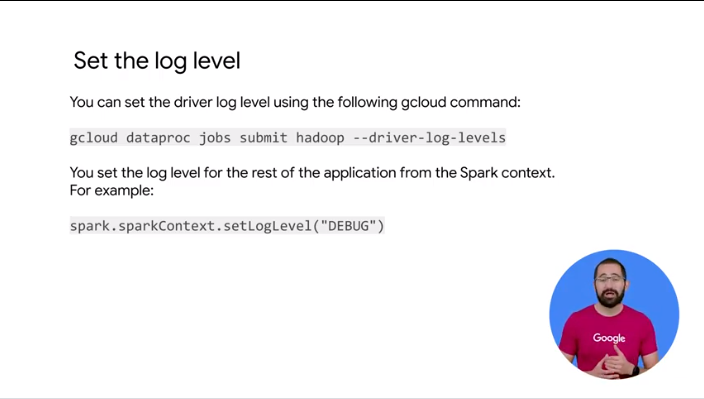 Set the log level
You can set the driver log level using the following gcloud command:
gcloud dataproc jobs submit hadoop --driver-log-levels
You set the log level for the rest of the application from the Spark context.
For example:
spark.sparkContext.setLogLevel("DEBUG")
Google